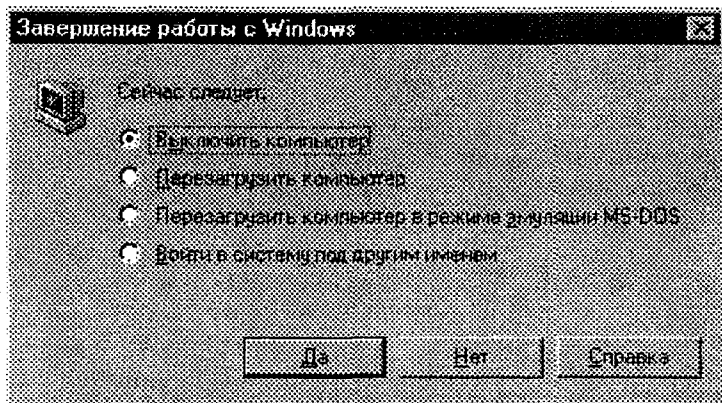 Завершение работы с Windows
Сейчас следует:
Выключить компьютер
Перезагрузить компьютер
Перезагрузить компьютер в режиме эмуляции MS-DOS
Войти в систему под другим именем
Да Нет Справка